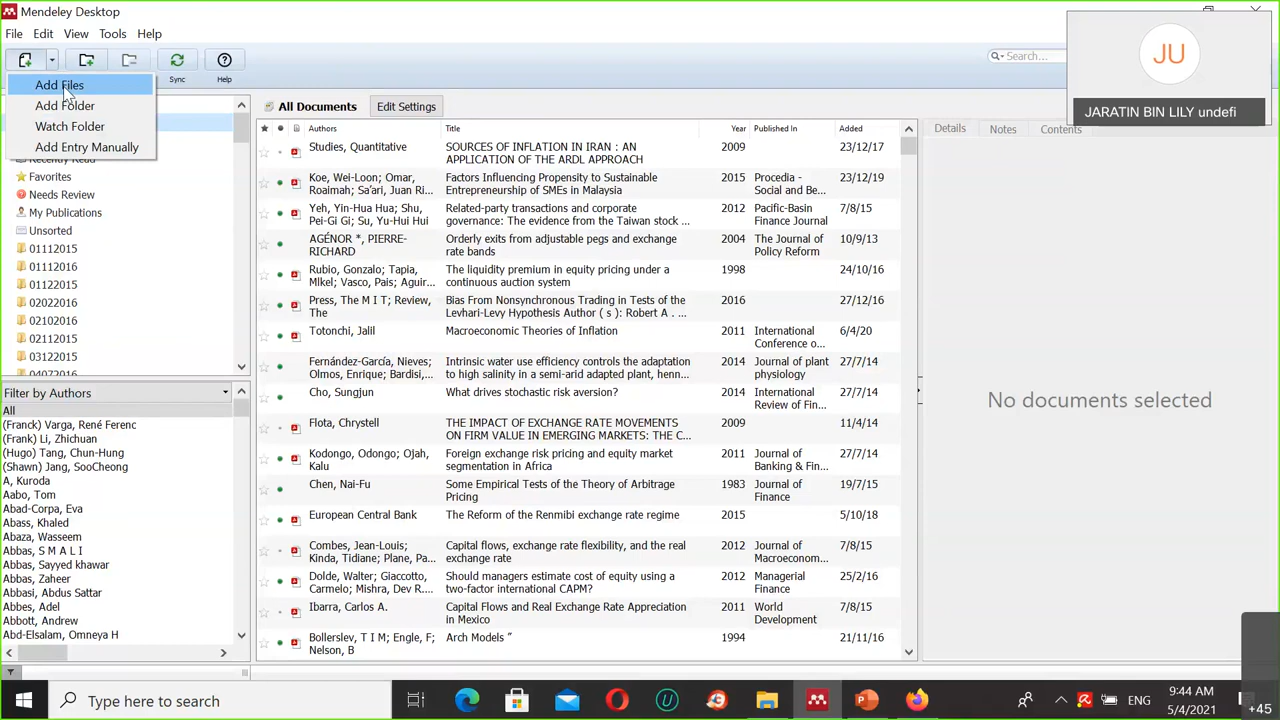 Mendeley Desktop
File Edit View Tools Help
Sync
Help
Search...
JU
JARATIN BIN LILY undefi
Add Files
Add Folder
Watch Folder
Add Entry Manually
Favorites
Needs Review
My Publications
Unsorted
01112015
01112016
01122015
02022016
02102016
02112015
03122015
Filter by Authors
All
(Franck) Varga, René Ferenc
(Frank) Li, Zhichuan
(Hugo) Tang, Chun-Hung
(Shawn) Jang, SooCheong
A, Kuroda
Aabo, Tom
Abad-Corpa, Eva
Abass, Khaled
Abaza, Wasseem
Abbas, S M A L I
Abbas, Sayyed khawar
Abbas, Zaheer
Abbasi, Abdus Sattar
Abbes, Adel
Abbott, Andrew
Abd-Elsalam, Omneya H
All Documents Edit Settings
Authors Title Year Published In Added
Studies, Quantitative SOURCES OF INFLATION IN IRAN : AN 2009 23/12/17
APPLICATION OF THE ARDL APPROACH
Koe, Wei-Loon; Omar, Factors Influencing Propensity to Sustainable 2015 Procedia - 23/12/19
Roaimah; Sa'ari, Juan Ri... Entrepreneurship of SMEs in Malaysia Social and Be...
Yeh, Yin-Hua Hua; Shu, Related-party transactions and corporate 2012 Pacific-Basin 7/8/15
Pei-Gi Gi; Su, Yu-Hui Hui governance: The evidence from the Taiwan stock ... Finance Journal
AGÉNOR *, PIERRE- Orderly exits from adjustable pegs and exchange 2004 The Journal of 10/9/13
RICHARD rate bands Policy Reform
Rubio, Gonzalo; Tapia, The liquidity premium in equity pricing under a 1998 24/10/16
Mikel; Vasco, Pais; Aguir... continuous auction system
Press, The M I T; Review, Bias From Nonsynchronous Trading in Tests of the 2016 27/12/16
The Levhari-Levy Hypothesis Author ( s ): Robert A . ...
Totonchi, Jalil Macroeconomic Theories of Inflation 2011 International 6/4/20
Conference o...
Fernández-García, Nieves; Intrinsic water use efficiency controls the adaptation 2014 Journal of plant 27/7/14
Olmos, Enrique; Bardisi,... to high salinity in a semi-arid adapted plant, henn... physiology
Cho, Sungjun What drives stochastic risk aversion? 2014 International 27/7/14
Review of Fin...
Flota, Chrystell THE IMPACT OF EXCHANGE RATE MOVEMENTS 2009 11/4/14
ON FIRM VALUE IN EMERGING MARKETS: THE C...
Kodongo, Odongo; Ojah, Foreign exchange risk pricing and equity market 2011 Journal of 27/7/14
Kalu segmentation in Africa Banking & Fin...
Chen, Nai-Fu Some Empirical Tests of the Theory of Arbitrage 1983 Journal of 19/7/15
Pricing Finance
European Central Bank The Reform of the Renmibi exchange rate regime 2015 5/10/18
Combes, Jean-Louis; Capital flows, exchange rate flexibility, and the real 2012 Journal of 7/8/15
Kinda, Tidiane; Plane, Pa... exchange rate Macroeconom...
Dolde, Walter; Giaccotto, Should managers estimate cost of equity using a 2012 Managerial 25/2/16
Carmelo; Mishra, Dev R.... two-factor international CAPM? Finance
Ibarra, Carlos A. Capital Flows and Real Exchange Rate Appreciation 2011 World 7/8/15
in Mexico Development
Bollerslev, T I M; Engle, F; Arch Models " 1994 21/11/16
Nelson, B
Details Notes Contents
No documents selected
Type here to search
ENG
9:44 AM
5/4/2021
+45